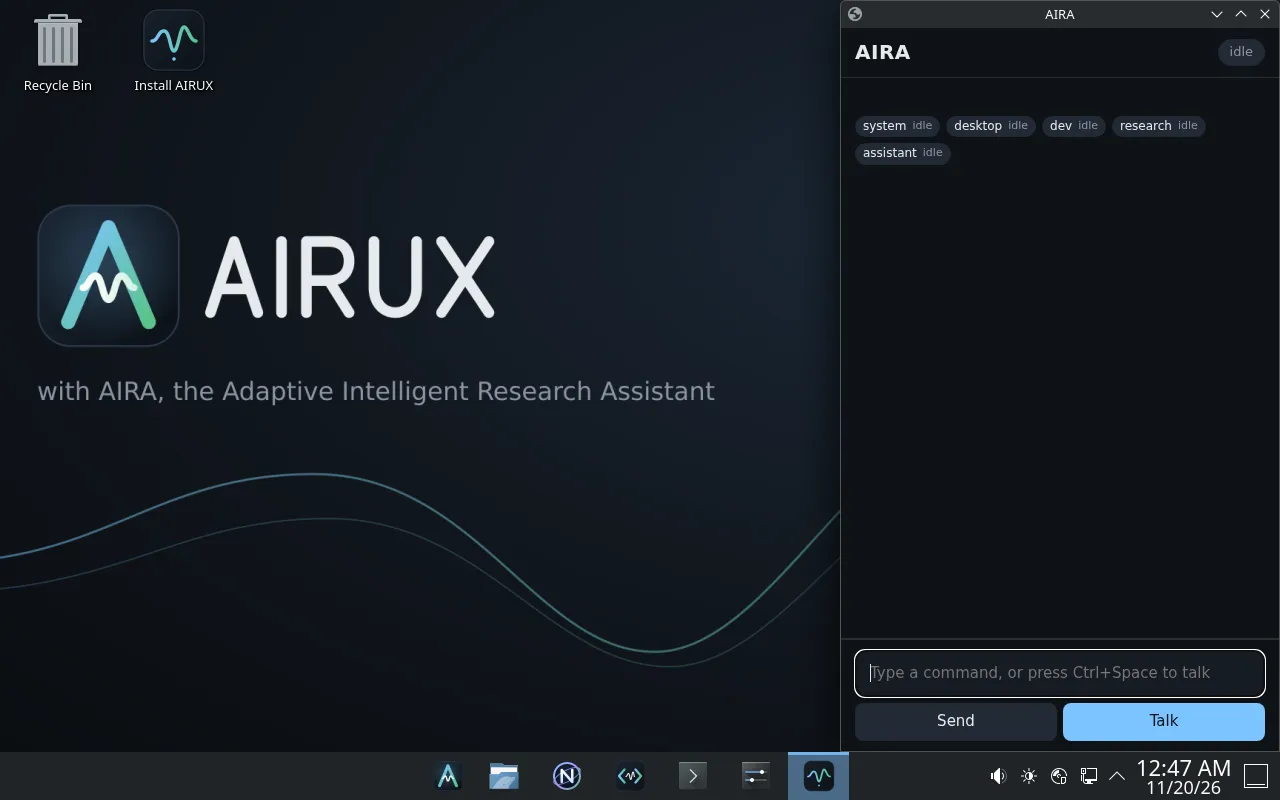 Recycle Bin
Install AIRUX
AIRUX
with AIRA, the Adaptive Intelligent Research Assistant
AIRA
AIRA
idle
system idle desktop idle dev idle research idle
assistant idle
Type a command, or press Ctrl+Space to talk
Send
Talk
12:47 AM
11/20/26